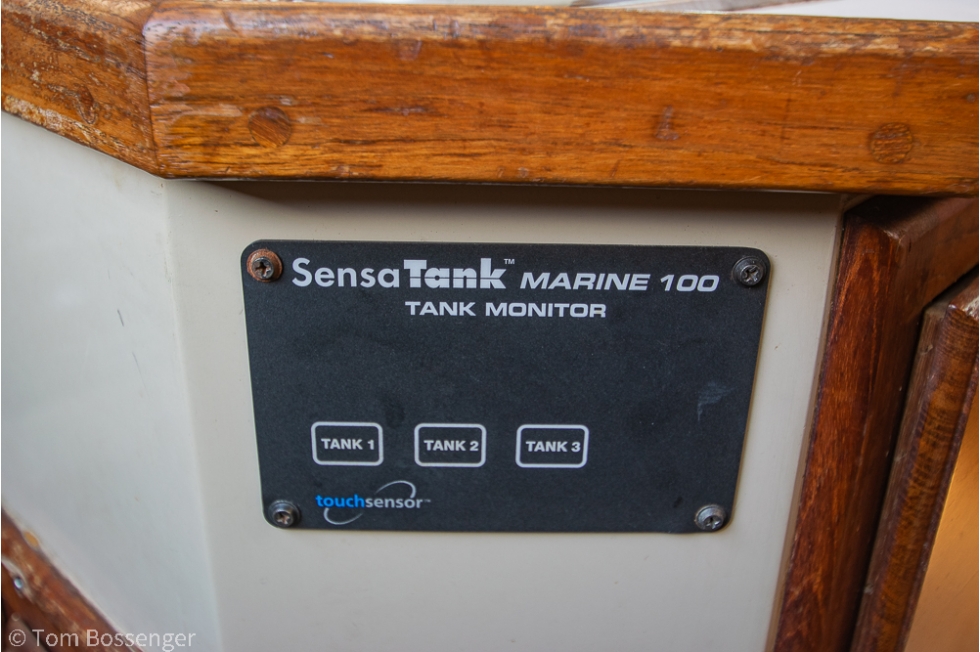 SensaTank™ MARINE 100
TANK MONITOR
TANK 1 TANK 2 TANK 3
touchsensor™
© Tom Bossenger